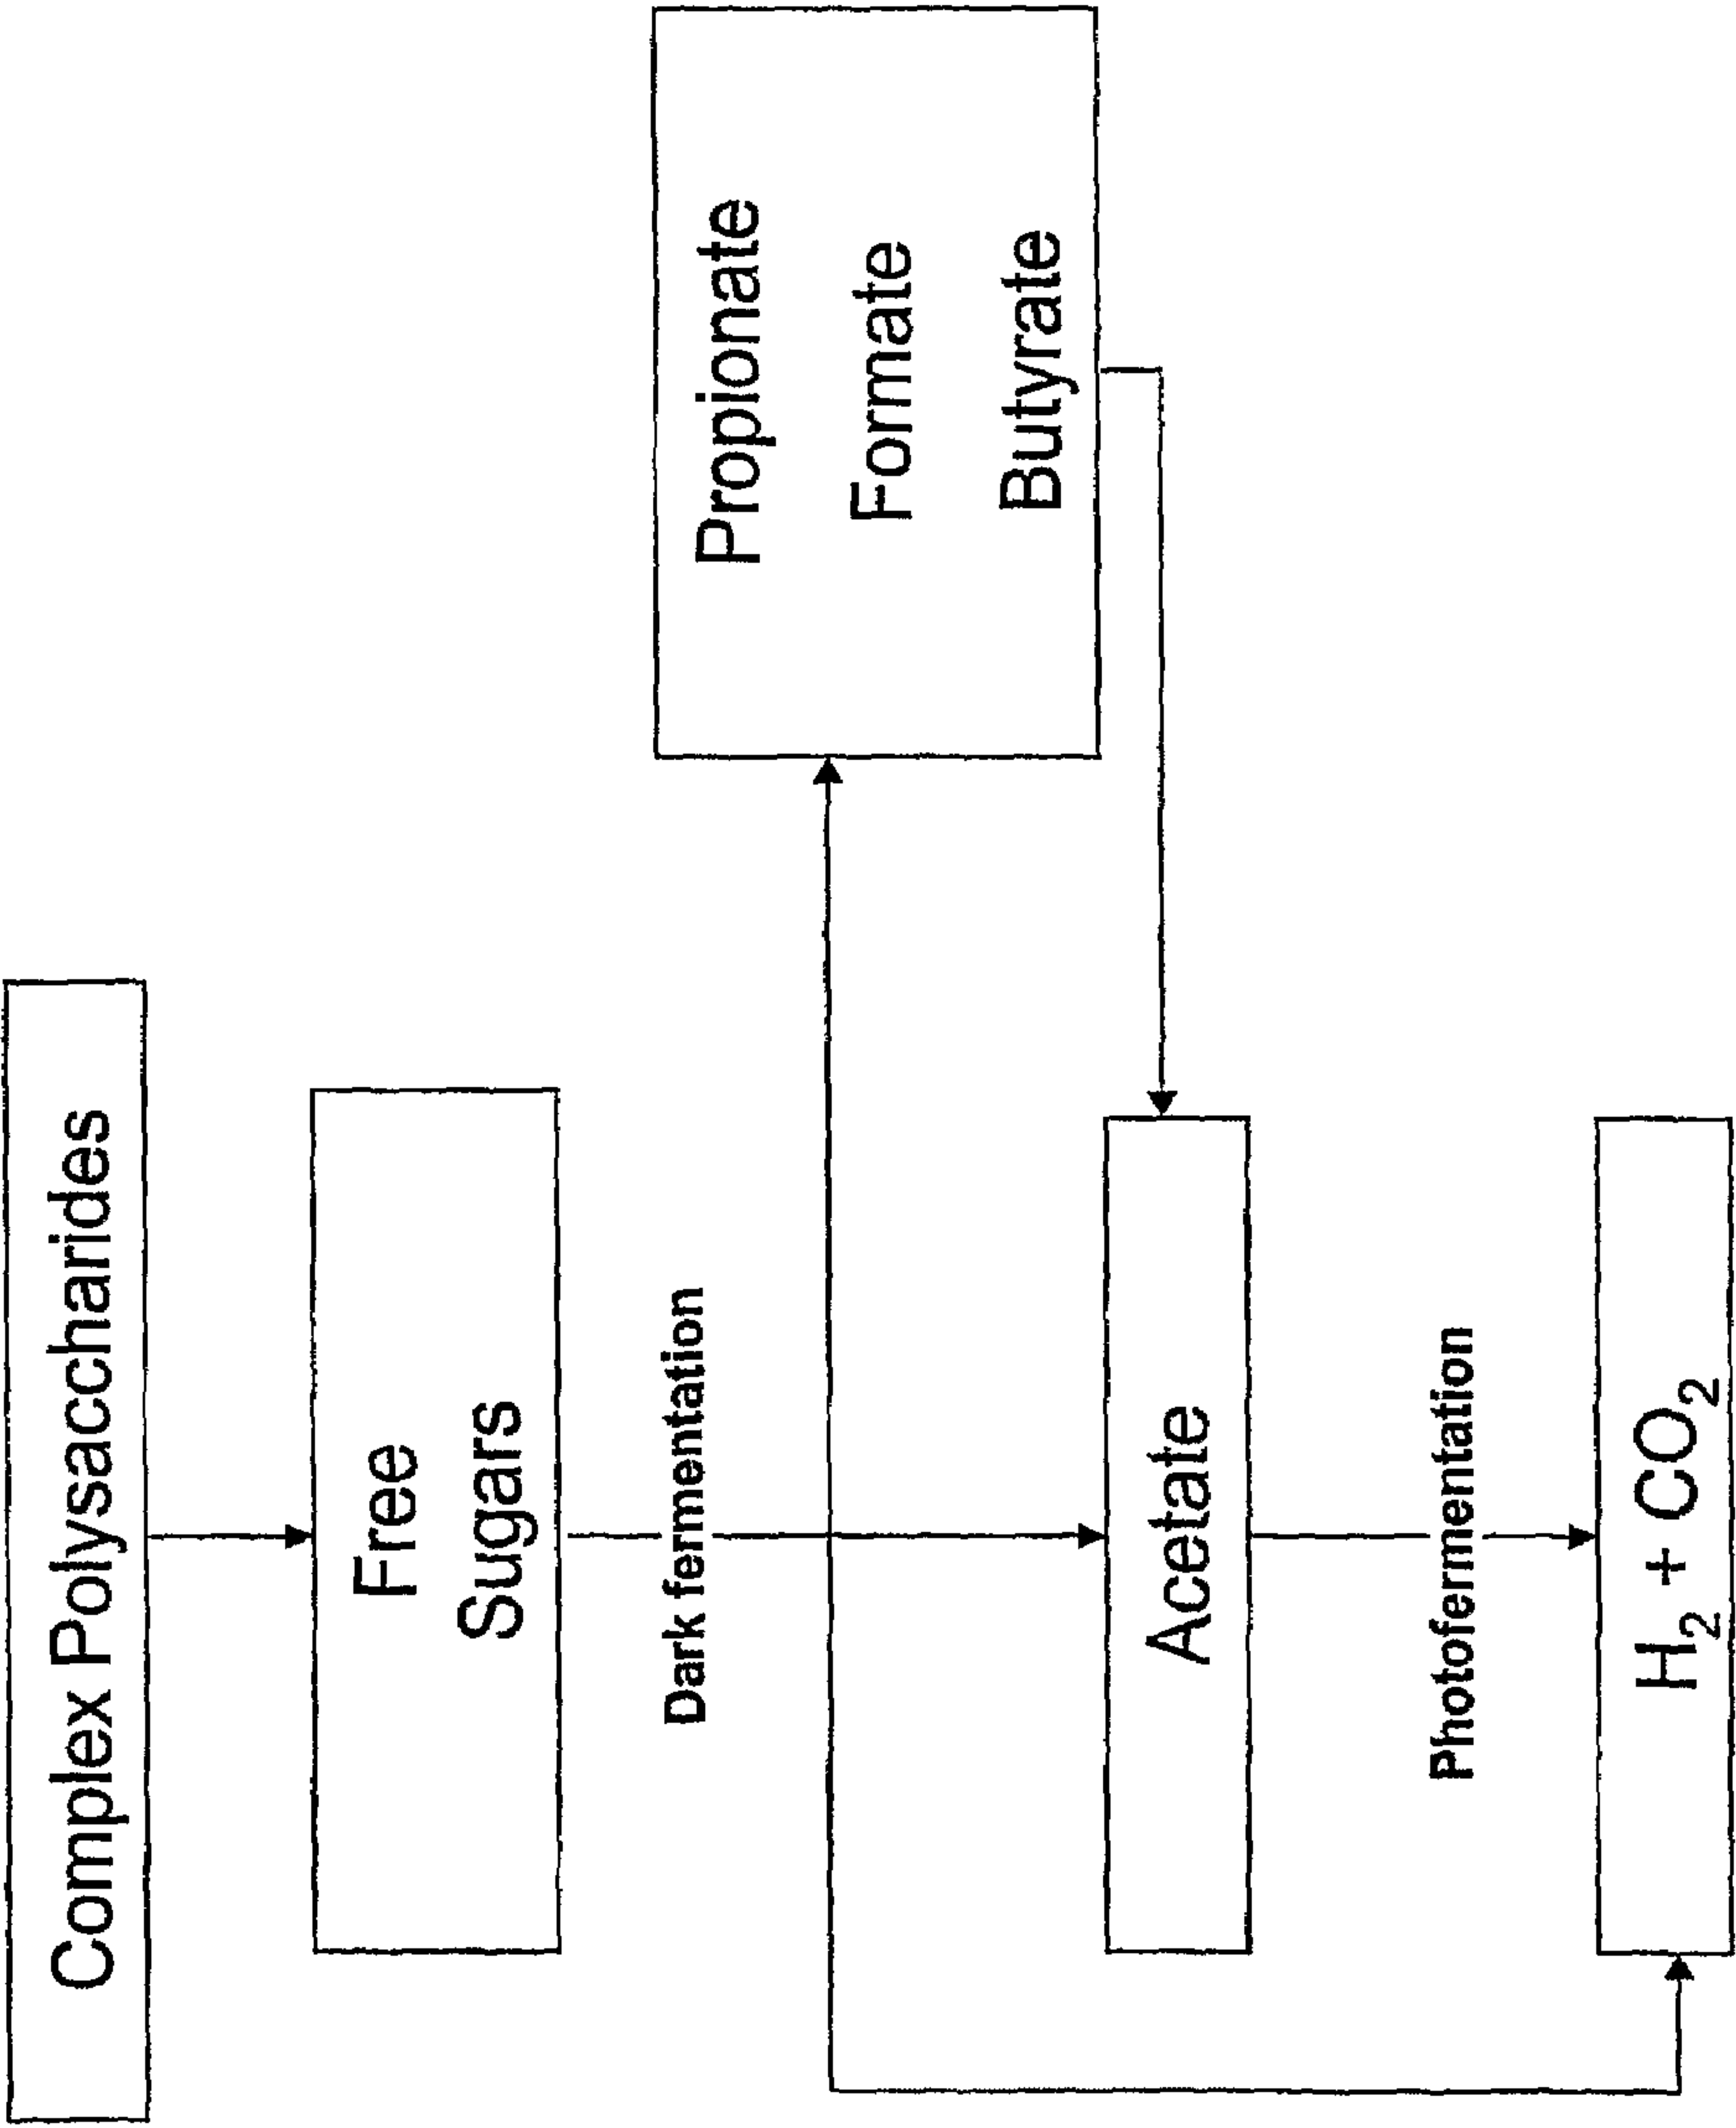 Complex Polysaccharides
Free
Sugars
Dark fermentation
Propionate
Formate
Butyrate
Acetate
Photofermentation
H₂ + CO₂